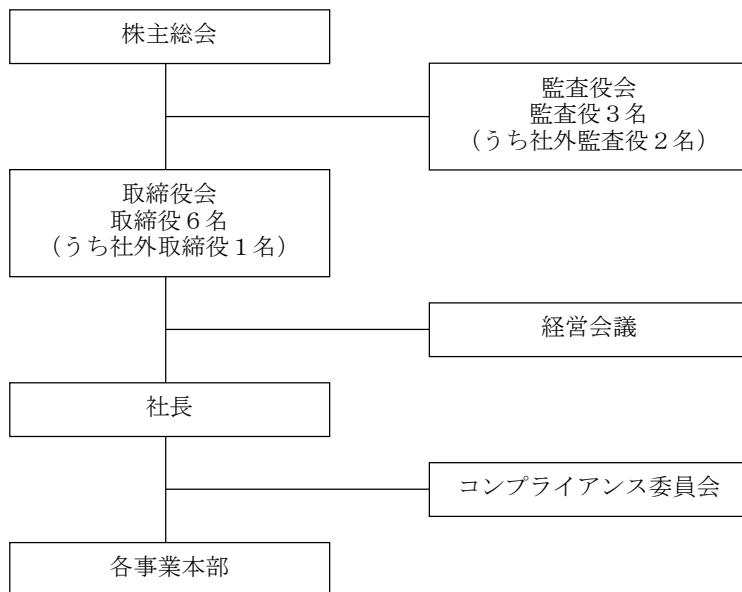 株主総会
監査役会
監査役３名
（うち社外監査役２名）
取締役会
取締役６名
（うち社外取締役１名）
経営会議
社長
コンプライアンス委員会
各事業本部